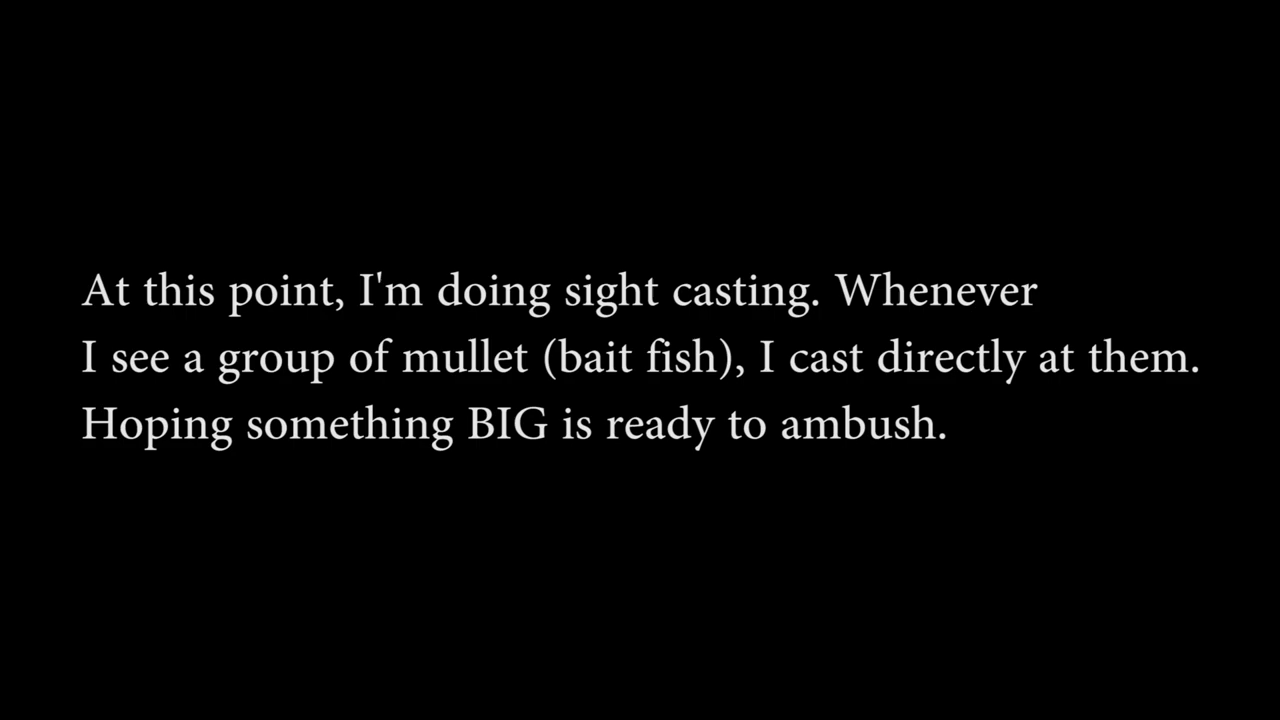 At this point, I'm doing sight casting. Whenever
I see a group of mullet (bait fish), I cast directly at them.
Hoping something BIG is ready to ambush.